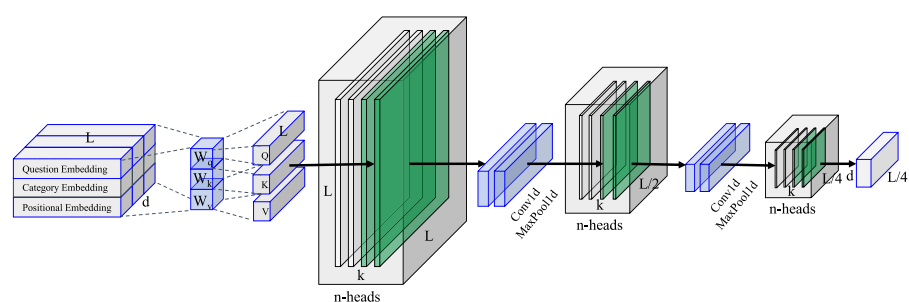 L
Question Embedding
Category Embedding
Positional Embedding
d
Wq
Wk
Wv
L
Q
K
V
L
L
k
n-heads
Conv1d
MaxPool1d
L/2
k
n-heads
Conv1d
MaxPool1d
L/4
k
n-heads
d
L/4